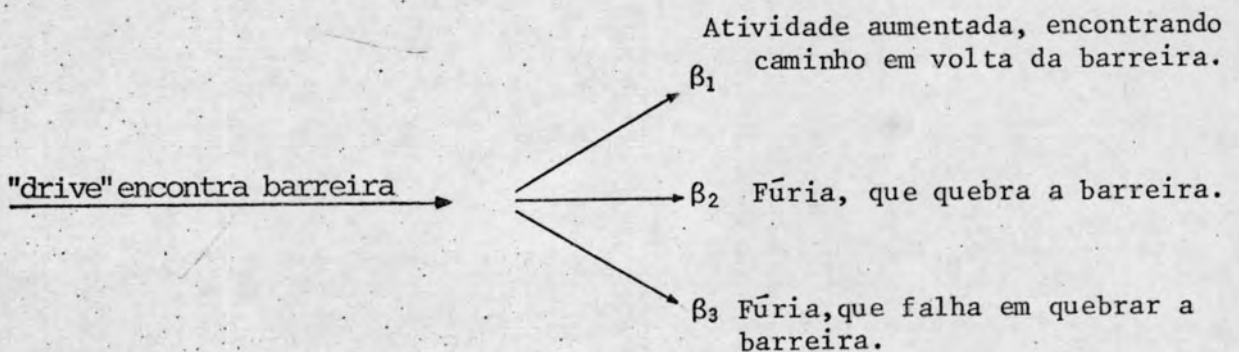 Atividade aumentada, encontrando
caminho em volta da barreira.
β1
"drive" encontra barreira
β2 Fúria, que quebra a barreira.
β3 Fúria, que falha em quebrar a
barreira.